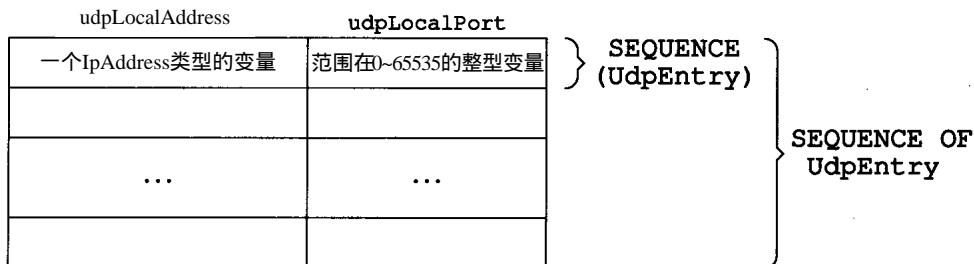 udpLocalAddress
udpLocalPort
一个IpAddress类型的变量
范围在0~65535的整型变量
SEQUENCE
(UdpEntry)
...
...
SEQUENCE OF
UdpEntry